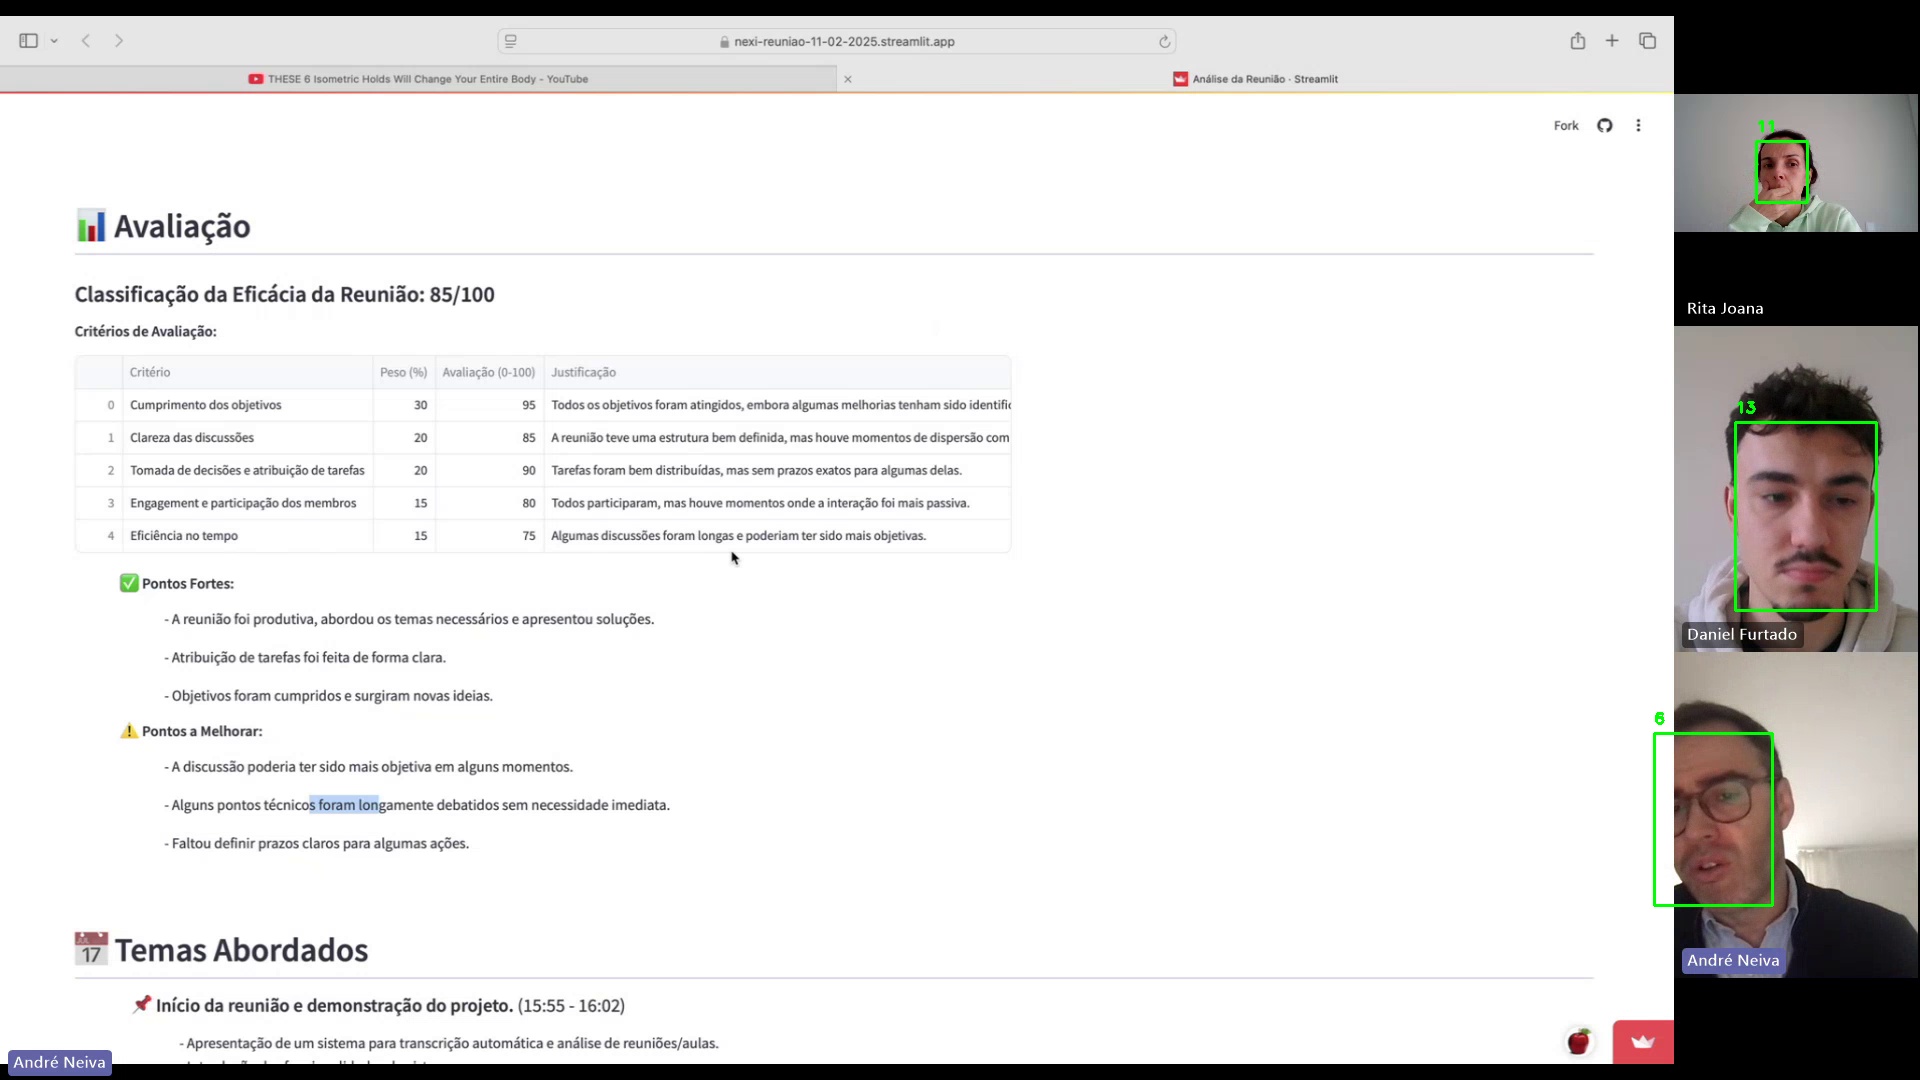 nexi-reuniao-11-02-2025.streamlit.app
THESE 6 Isometric Holds Will Change Your Entire Body - YouTube
Análise da Reunião · Streamlit
Fork
Avaliação
Classificação da Eficácia da Reunião: 85/100
Critérios de Avaliação:
Critério Peso (%) Avaliação (0-100) Justificação
0 Cumprimento dos objetivos 30 95 Todos os objetivos foram atingidos, embora algumas melhorias tenham sido identific
1 Clareza das discussões 20 85 A reunião teve uma estrutura bem definida, mas houve momentos de dispersão com
2 Tomada de decisões e atribuição de tarefas 20 90 Tarefas foram bem distribuídas, mas sem prazos exatos para algumas delas.
3 Engagement e participação dos membros 15 80 Todos participaram, mas houve momentos onde a interação foi mais passiva.
4 Eficiência no tempo 15 75 Algumas discussões foram longas e poderiam ter sido mais objetivas.
Pontos Fortes:
- A reunião foi produtiva, abordou os temas necessários e apresentou soluções.
- Atribuição de tarefas foi feita de forma clara.
- Objetivos foram cumpridos e surgiram novas ideias.
Pontos a Melhorar:
- A discussão poderia ter sido mais objetiva em alguns momentos.
- Alguns pontos técnicos foram longamente debatidos sem necessidade imediata.
- Faltou definir prazos claros para algumas ações.
17 Temas Abordados
Início da reunião e demonstração do projeto. (15:55 - 16:02)
- Apresentação de um sistema para transcrição automática e análise de reuniões/aulas.
André Neiva
11
Rita Joana
13
Daniel Furtado
6
André Neiva